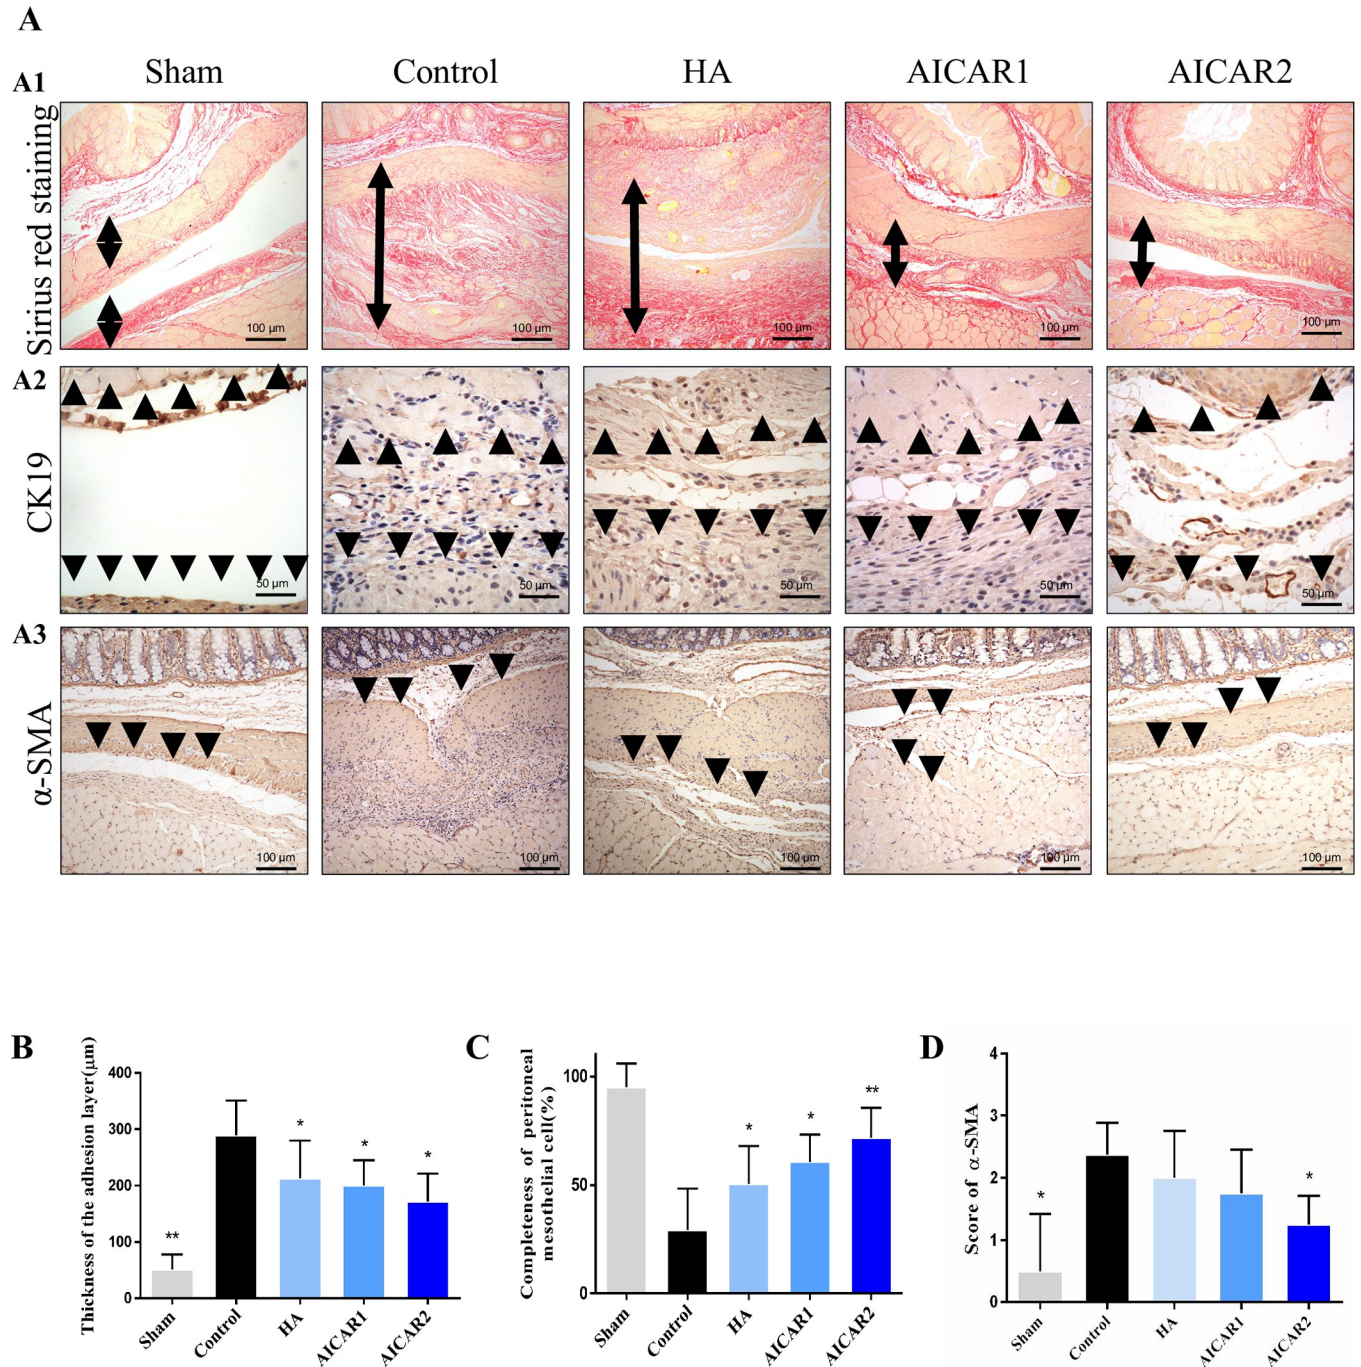 A
Sham Control HA AICAR1 AICAR2
A1
Sirius red staining
100 μm 100 μm 100 μm 100 μm 100 μm
A2
CK19
50 μm 50 μm 50 μm 50 μm 50 μm
A3
α-SMA
100 μm 100 μm 100 μm 100 μm 100 μm
B
Thickness of the adhesion layer(μm)
400
300
200
100
0
** * * *
Sham Control HA AICAR1 AICAR2
C
Completeness of peritoneal
mesothelial cell(%)
100
50
0
* * **
Sham Control HA AICAR1 AICAR2
D
Score of α-SMA
4
3
2
1
0
* *
Sham Control HA AICAR1 AICAR2